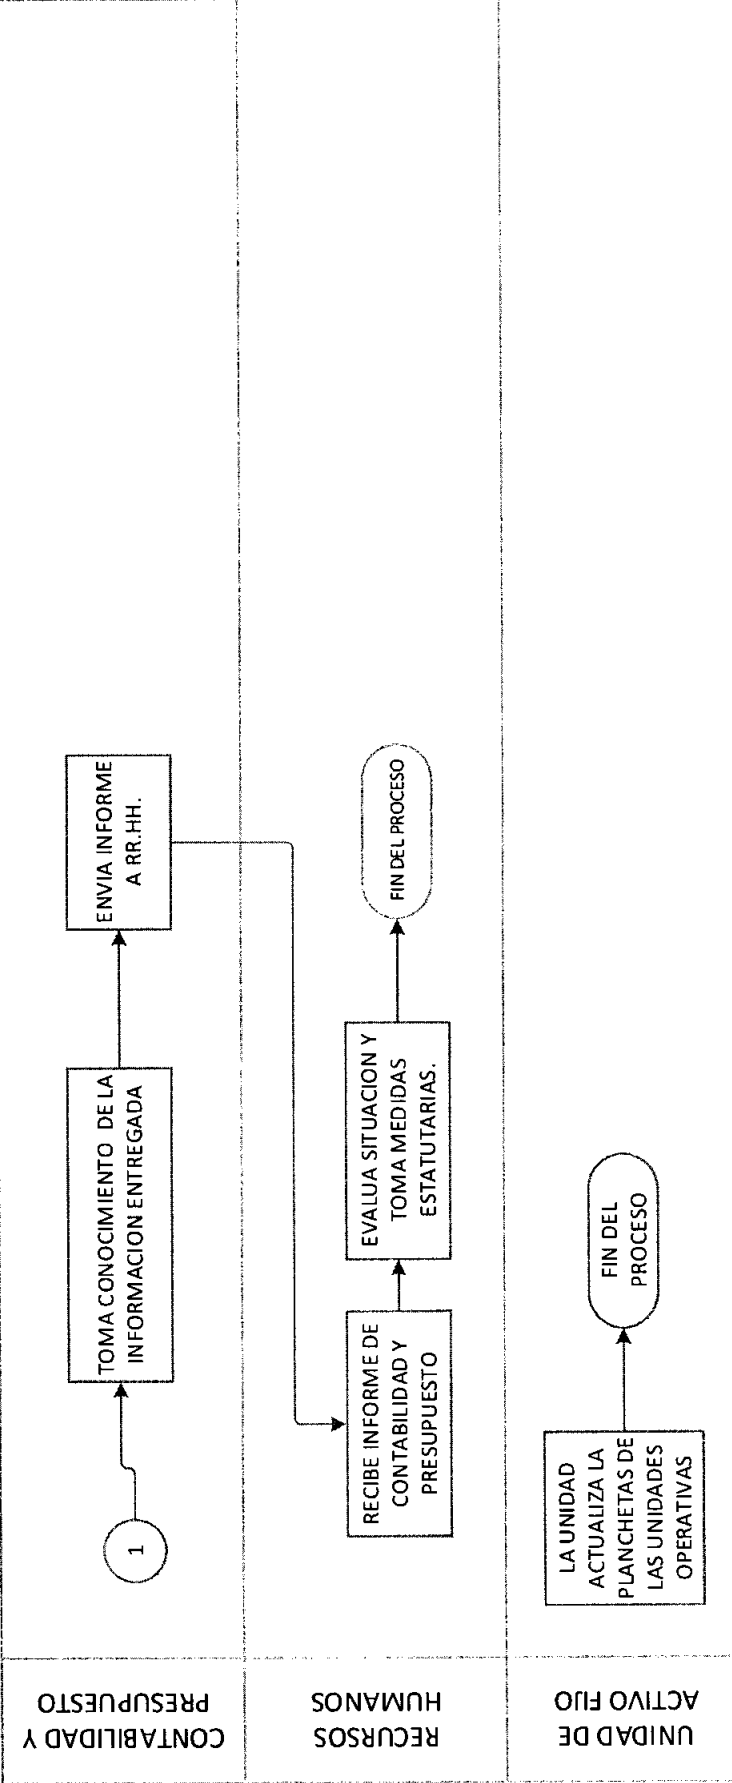 CONTABILIDAD Y
PRESUPUESTO
1
TOMA CONOCIMIENTO DE LA
INFORMACION ENTREGADA
ENVIA INFORME
A RR.HH.
RECURSOS
HUMANOS
RECIBE INFORME DE
CONTABILIDAD Y
PRESUPUESTO
EVALUA SITUACION Y
TOMA MEDIDAS
ESTATUTARIAS.
FIN DEL PROCESO
UNIDAD DE
ACTIVO FIJO
LA UNIDAD
ACTUALIZA LA
PLANCHETAS DE
LAS UNIDADES
OPERATIVAS
FIN DEL
PROCESO